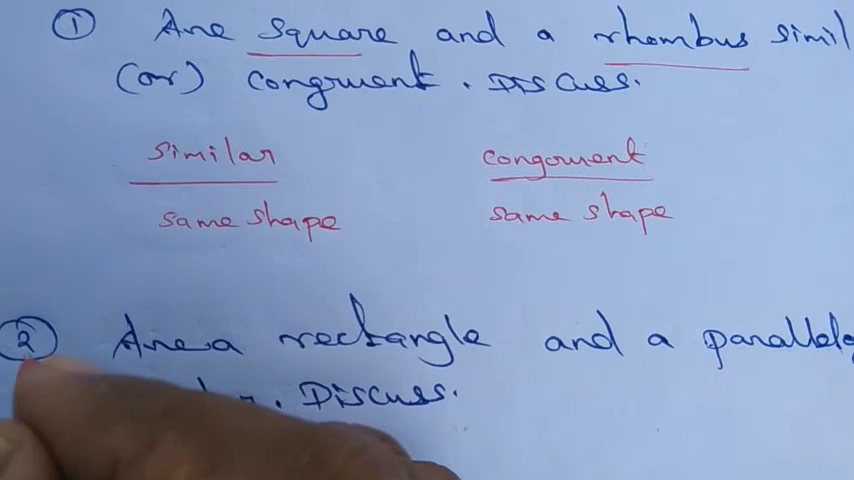 ① Are square and a rhombus simil
(or) congruent. Discuss.
similar congruent
same shape same shape
② Are a rectangle and a parallelo
Discuss.